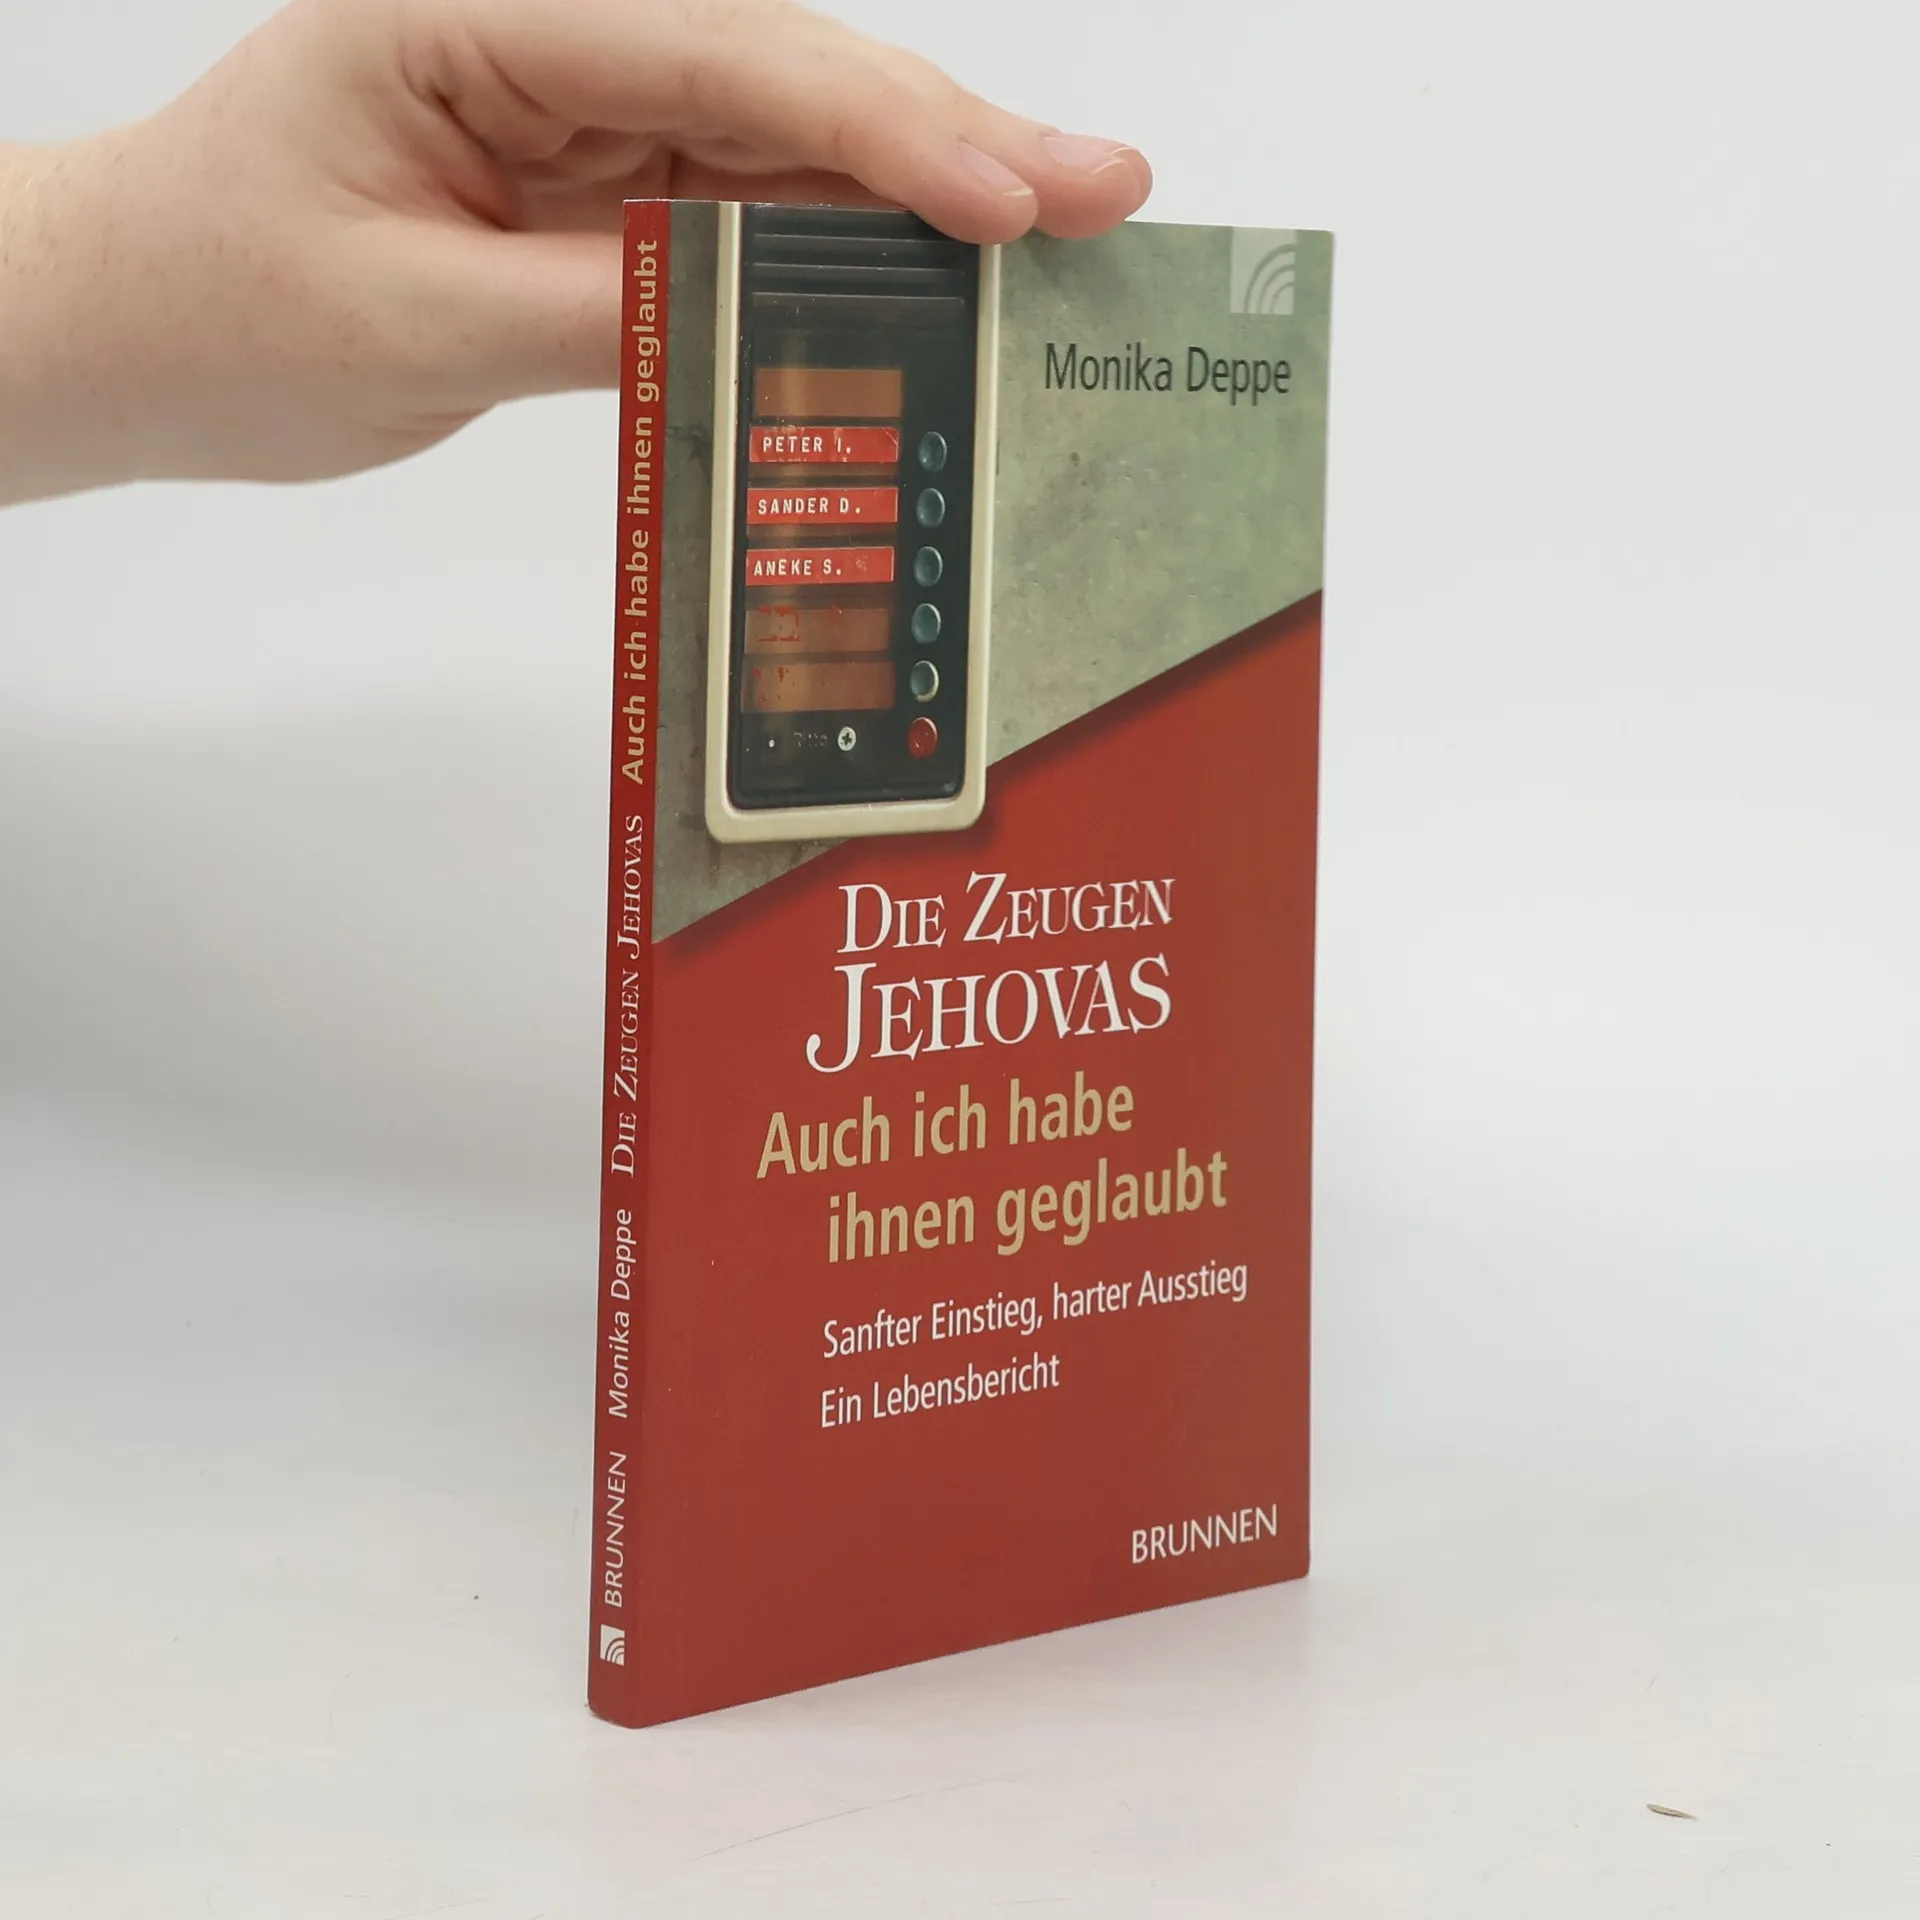 Auch ich habe ihnen geglaubt
DIE ZEUGEN JEHOVAS
Monika Deppe
BRUNNEN
Monika Deppe
PETER I.
SANDER D.
ANEKE S.
DIE ZEUGEN
JEHOVAS
Auch ich habe
ihnen geglaubt
Sanfter Einstieg, harter Ausstieg
Ein Lebensbericht
BRUNNEN